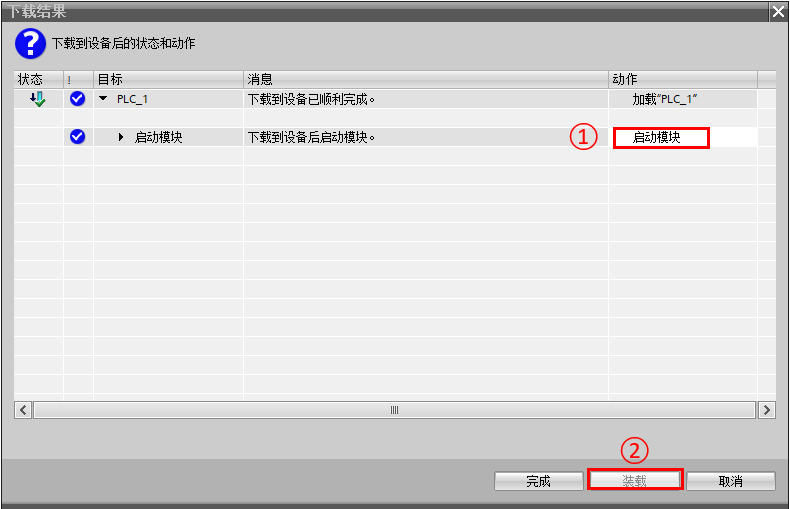 下载结果
下载到设备后的状态和动作
状态 ! 目标 消息 动作
PLC_1 下载到设备已顺利完成。 加载"PLC_1"
启动模块 下载到设备后启动模块。 ① 启动模块
②
完成 装载 取消